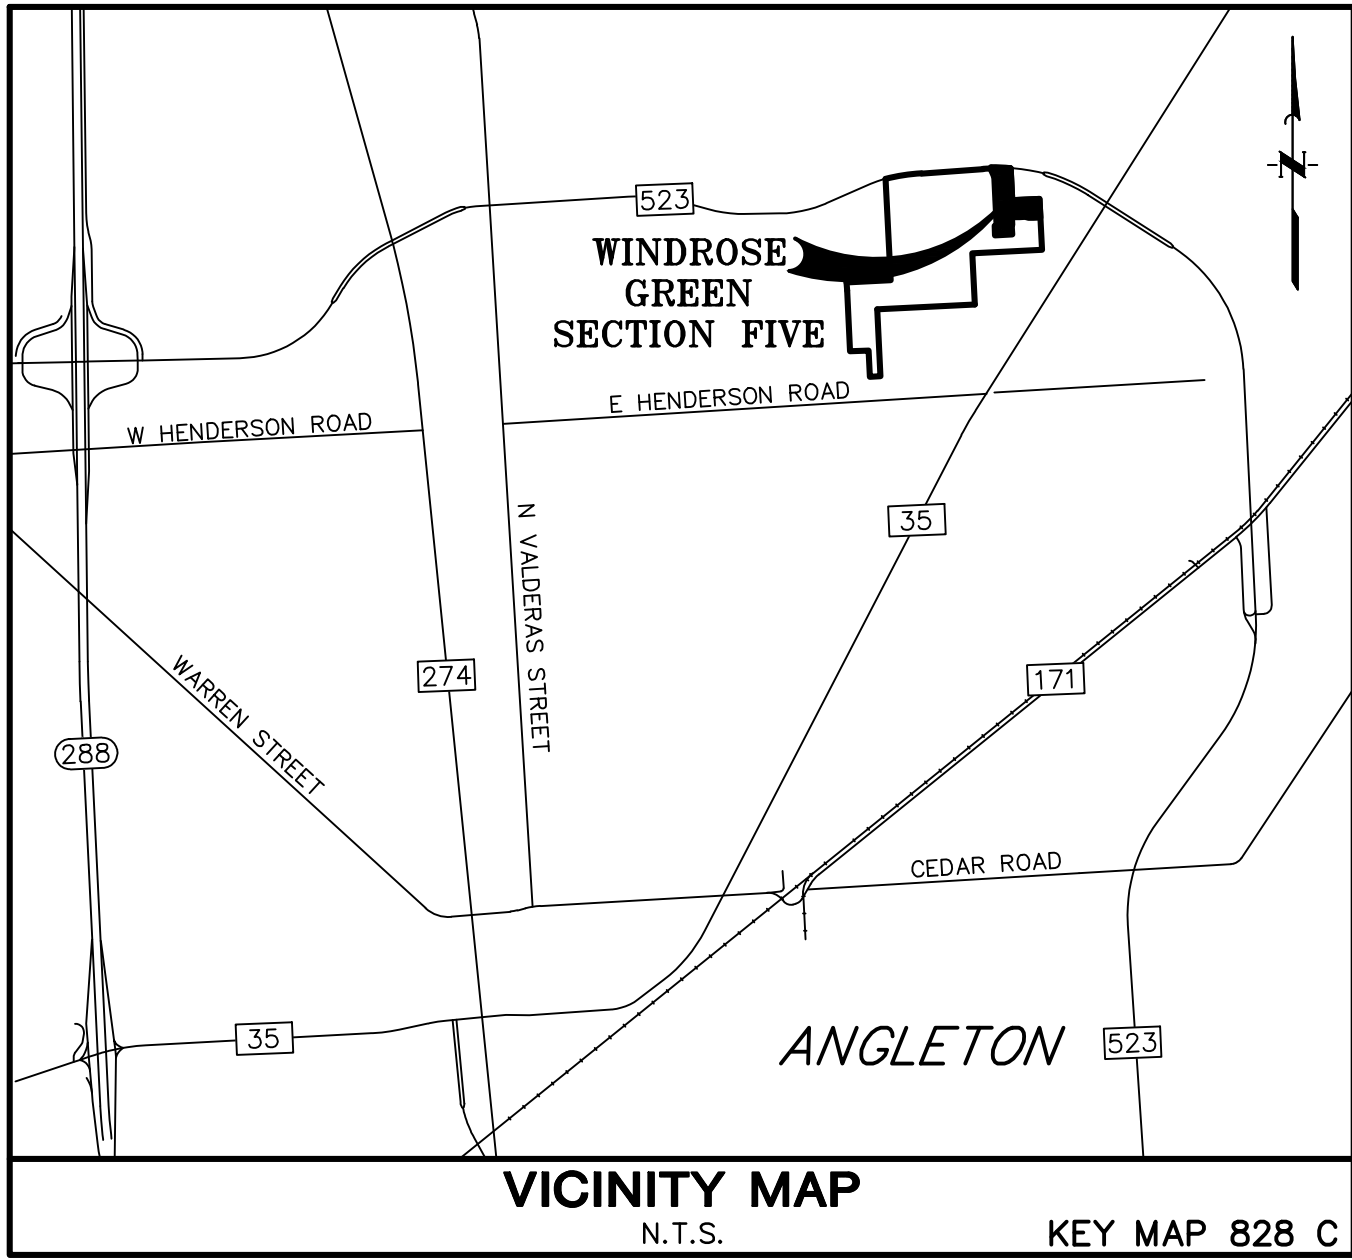 N
523
WINDROSE
GREEN
SECTION FIVE
E HENDERSON ROAD
W HENDERSON ROAD
N VALDERAS STREET
35
WARREN STREET
274
171
288
CEDAR ROAD
35
ANGLETON
523
VICINITY MAP
N.T.S.
KEY MAP 828 C